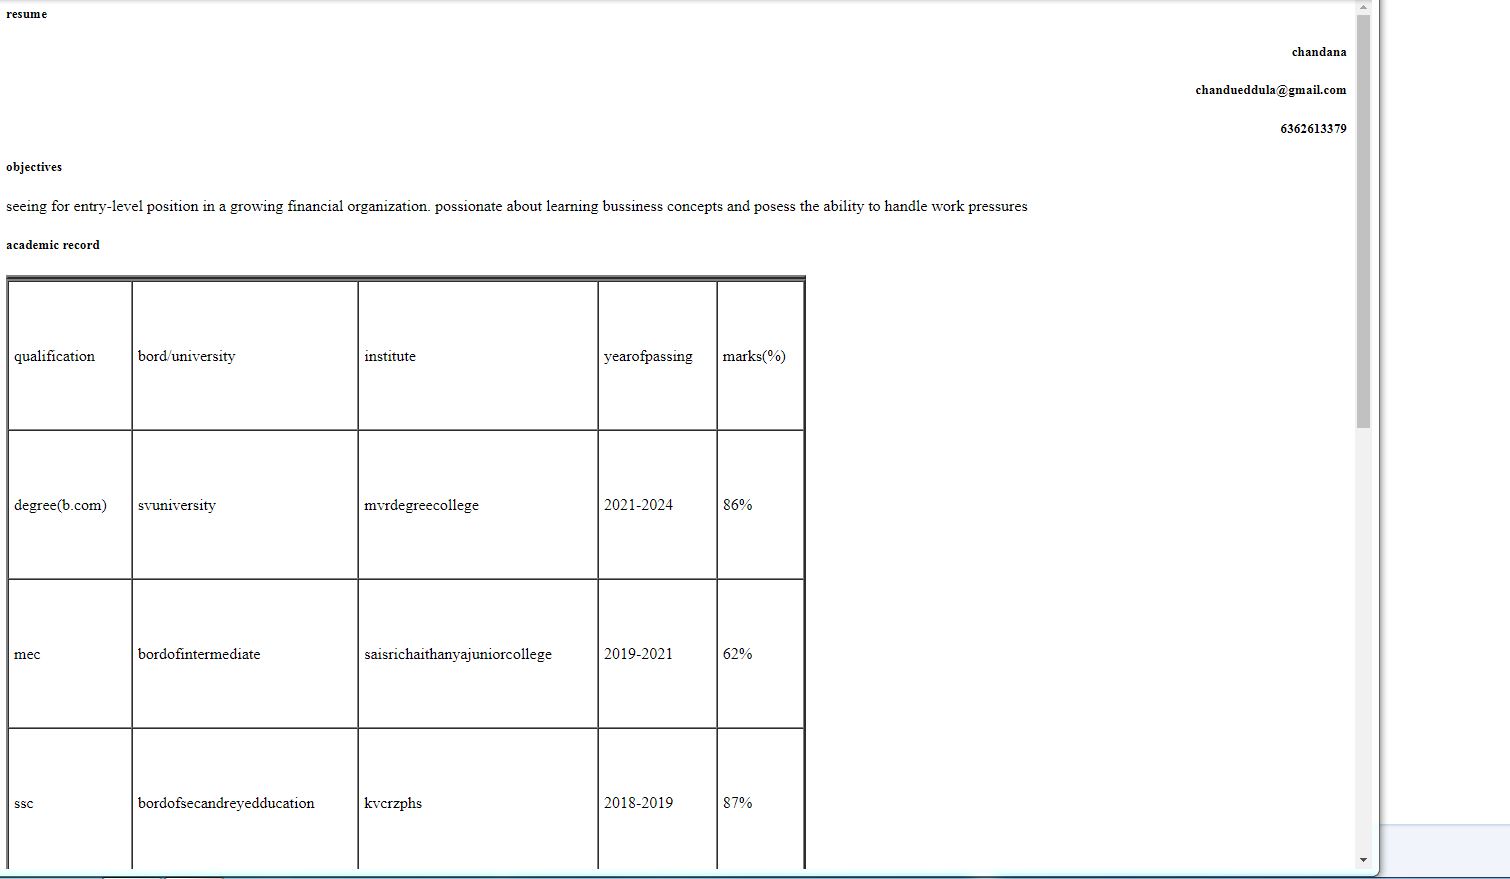 resume
chandana
chandueddula@gmail.com
6362613379
objectives
seeing for entry-level position in a growing financial organization. possionate about learning bussiness concepts and posess the ability to handle work pressures
academic record
qualification bord/university institute yearofpassing marks(%)
degree(b.com) svuniversity mvrdegreecollege 2021-2024 86%
mec bordofintermediate saisrichaithanyajuniorcollege 2019-2021 62%
ssc bordofsecandreyedducation kvcrzphs 2018-2019 87%